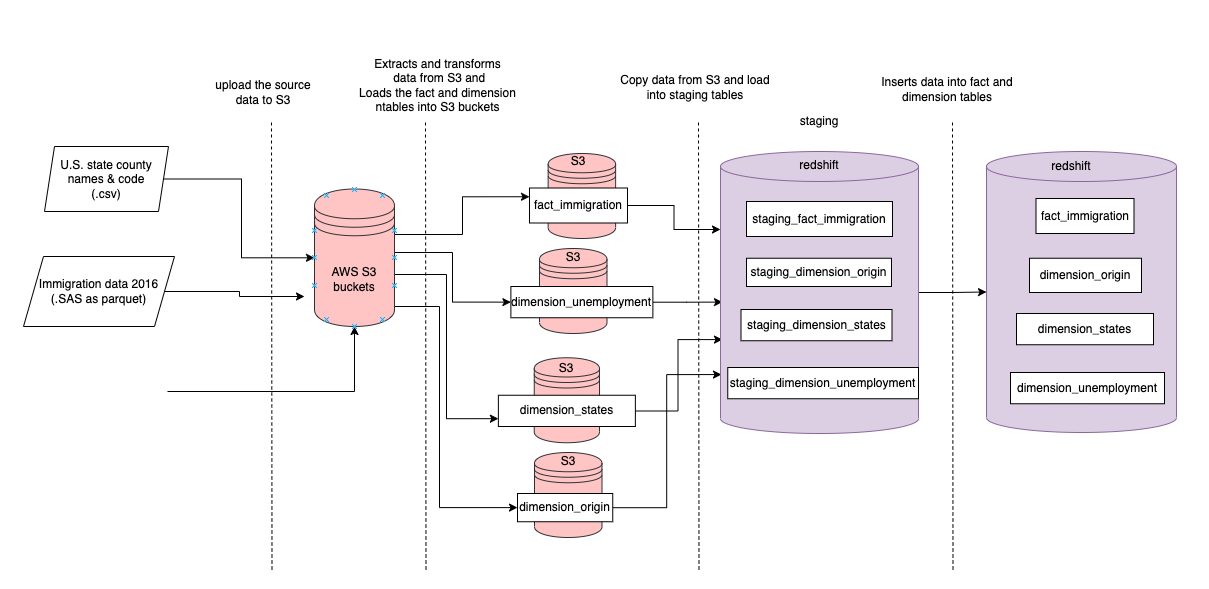 upload the source
data to S3
Extracts and transforms
data from S3 and
Loads the fact and dimension
ntables into S3 buckets
Copy data from S3 and load
into staging tables
Inserts data into fact and
dimension tables
staging
U.S. state county
names & code
(.csv)
Immigration data 2016
(.SAS as parquet)
AWS S3
buckets
S3
fact_immigration
S3
dimension_unemployment
S3
dimension_states
S3
dimension_origin
redshift
staging_fact_immigration
staging_dimension_origin
staging_dimension_states
staging_dimension_unemployment
redshift
fact_immigration
dimension_origin
dimension_states
dimension_unemployment